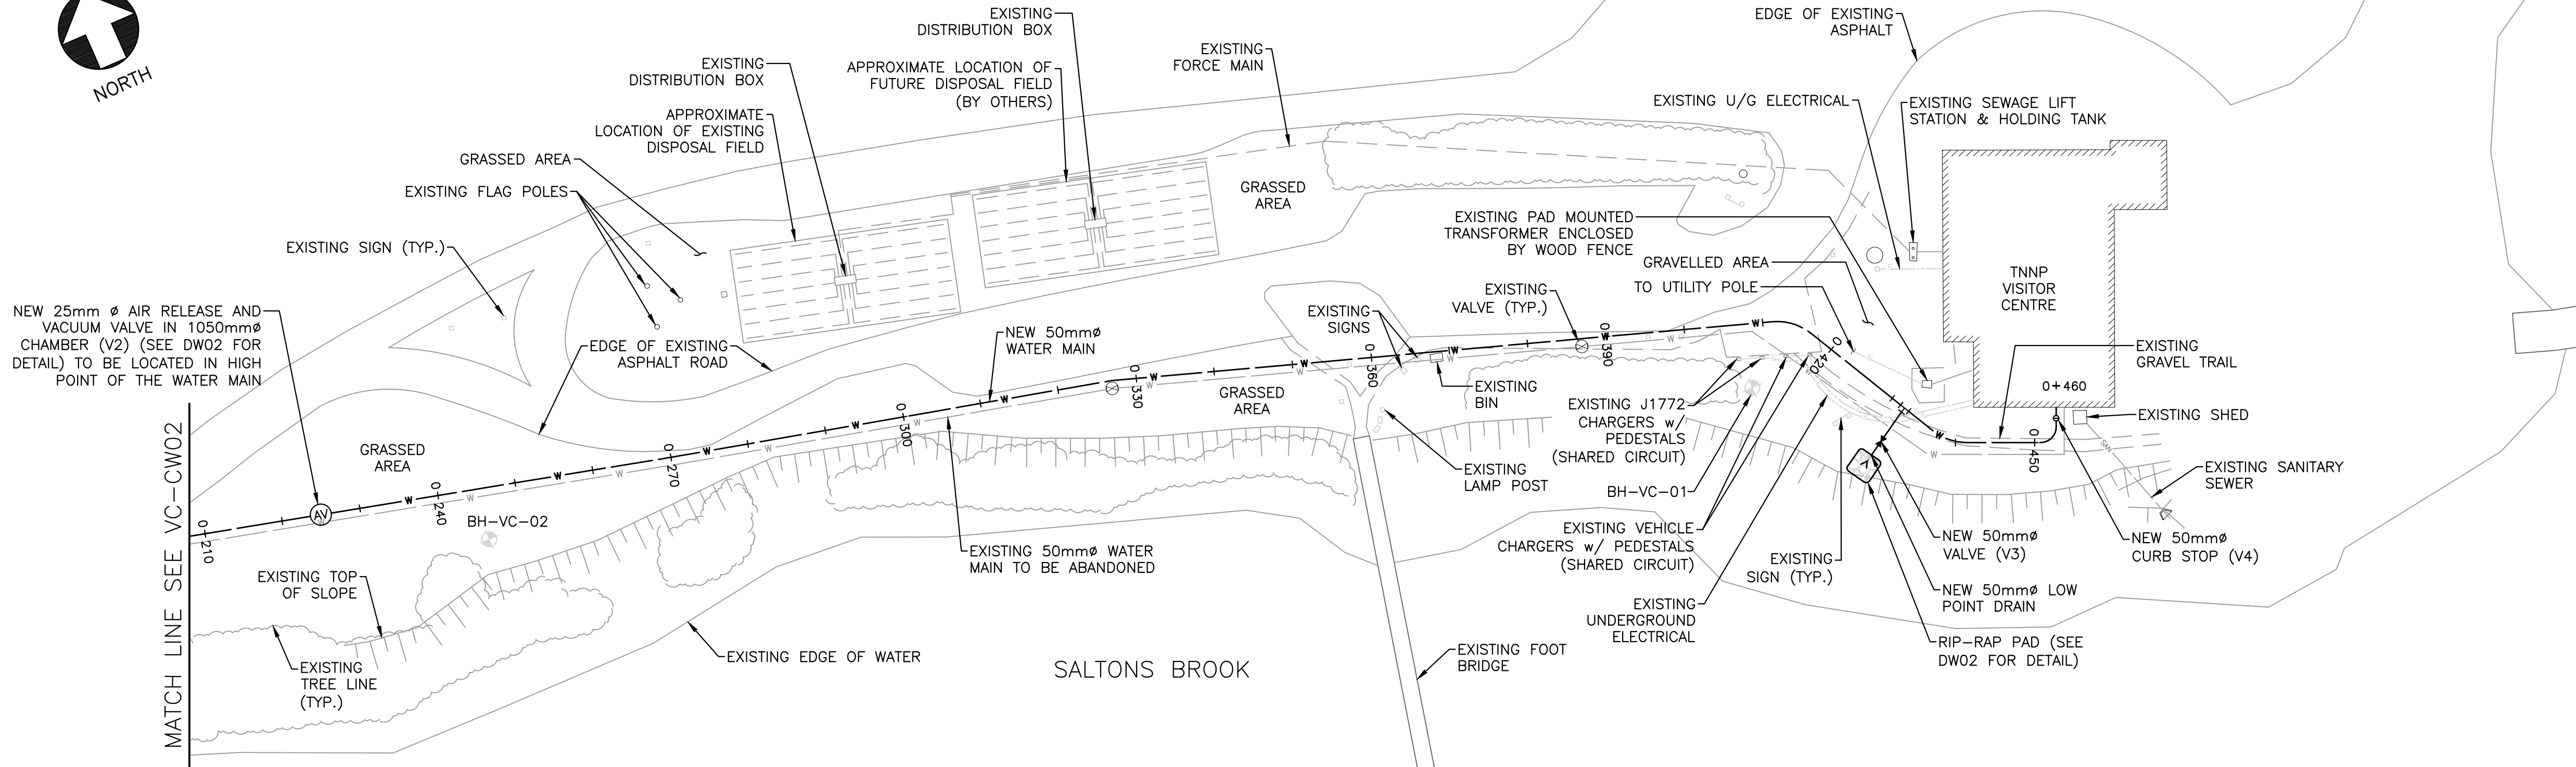 NORTH
EXISTING
DISTRIBUTION BOX
EDGE OF EXISTING
ASPHALT
EXISTING
FORCE MAIN
EXISTING
DISTRIBUTION BOX
APPROXIMATE LOCATION OF
FUTURE DISPOSAL FIELD
(BY OTHERS)
EXISTING U/G ELECTRICAL
EXISTING SEWAGE LIFT
STATION & HOLDING TANK
APPROXIMATE
LOCATION OF EXISTING
DISPOSAL FIELD
GRASSED AREA
EXISTING FLAG POLES
GRASSED
AREA
EXISTING PAD MOUNTED
TRANSFORMER ENCLOSED
BY WOOD FENCE
EXISTING SIGN (TYP.)
GRAVELLED AREA
TNNP
VISITOR
CENTRE
TO UTILITY POLE
EXISTING
VALVE (TYP.)
NEW 25mm ø AIR RELEASE AND
VACUUM VALVE IN 1050mmø
CHAMBER (V2) (SEE DW02 FOR
DETAIL) TO BE LOCATED IN HIGH
POINT OF THE WATER MAIN
EXISTING
SIGNS
NEW 50mmø
WATER MAIN
EDGE OF EXISTING
ASPHALT ROAD
EXISTING
GRAVEL TRAIL
0+460
EXISTING
BIN
GRASSED
AREA
EXISTING J1772
CHARGERS w/
PEDESTALS
(SHARED CIRCUIT)
EXISTING SHED
GRASSED
AREA
EXISTING
LAMP POST
EXISTING SANITARY
SEWER
BH-VC-01
0-210
0-240
0-270
0-300
0-330
0-360
0-390
0-420
0-450
AV
W W W W W W W W W W W W
W W W W W W W W W
SAN
BH-VC-02
EXISTING VEHICLE
CHARGERS w/ PEDESTALS
(SHARED CIRCUIT)
NEW 50mmø
VALVE (V3)
NEW 50mmø
CURB STOP (V4)
EXISTING 50mmø WATER
MAIN TO BE ABANDONED
EXISTING
SIGN (TYP.)
EXISTING TOP
OF SLOPE
NEW 50mmø LOW
POINT DRAIN
EXISTING
UNDERGROUND
ELECTRICAL
RIP-RAP PAD (SEE
DW02 FOR DETAIL)
EXISTING EDGE OF WATER
SALTONS BROOK
EXISTING FOOT
BRIDGE
EXISTING
TREE LINE
(TYP.)
MATCH LINE SEE VC-CW02